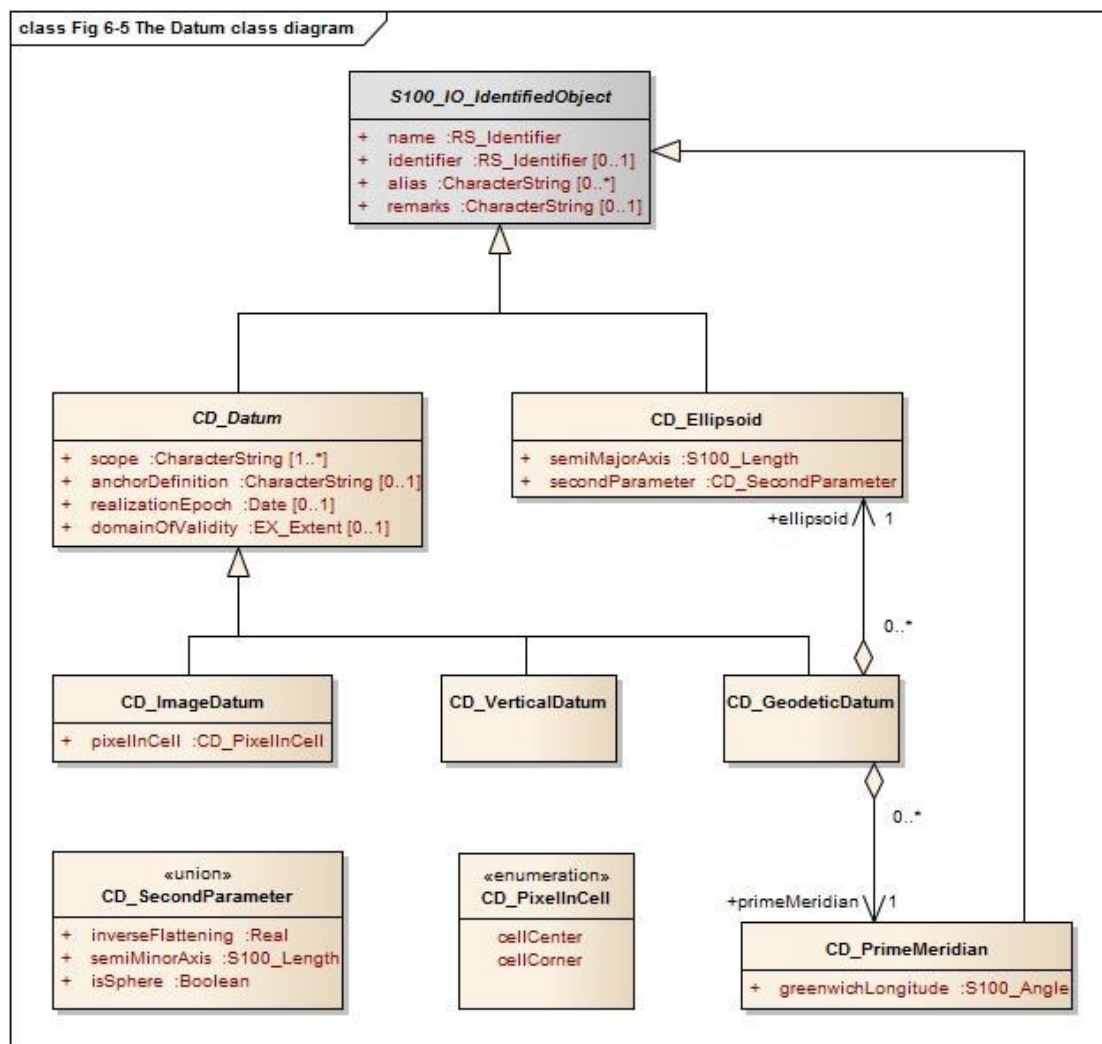 class Fig 6-5 The Datum class diagram
S100_IO_IdentifiedObject
+ name :RS_Identifier
+ identifier :RS_Identifier [0..1]
+ alias :CharacterString [0..*]
+ remarks :CharacterString [0..1]
CD_Datum
+ scope :CharacterString [1..*]
+ anchorDefinition :CharacterString [0..1]
+ realizationEpoch :Date [0..1]
+ domainOfValidity :EX_Extent [0..1]
CD_Ellipsoid
+ semiMajorAxis :S100_Length
+ secondParameter :CD_SecondParameter
+ellipsoid 1
0..*
CD_ImageDatum
+ pixelInCell :CD_PixelInCell
CD_VerticalDatum
CD_GeodeticDatum
0..*
+primeMeridian 1
«union»
CD_SecondParameter
+ inverseFlattening :Real
+ semiMinorAxis :S100_Length
+ isSphere :Boolean
«enumeration»
CD_PixelInCell
cellCenter
cellCorner
CD_PrimeMeridian
+ greenwichLongitude :S100_Angle